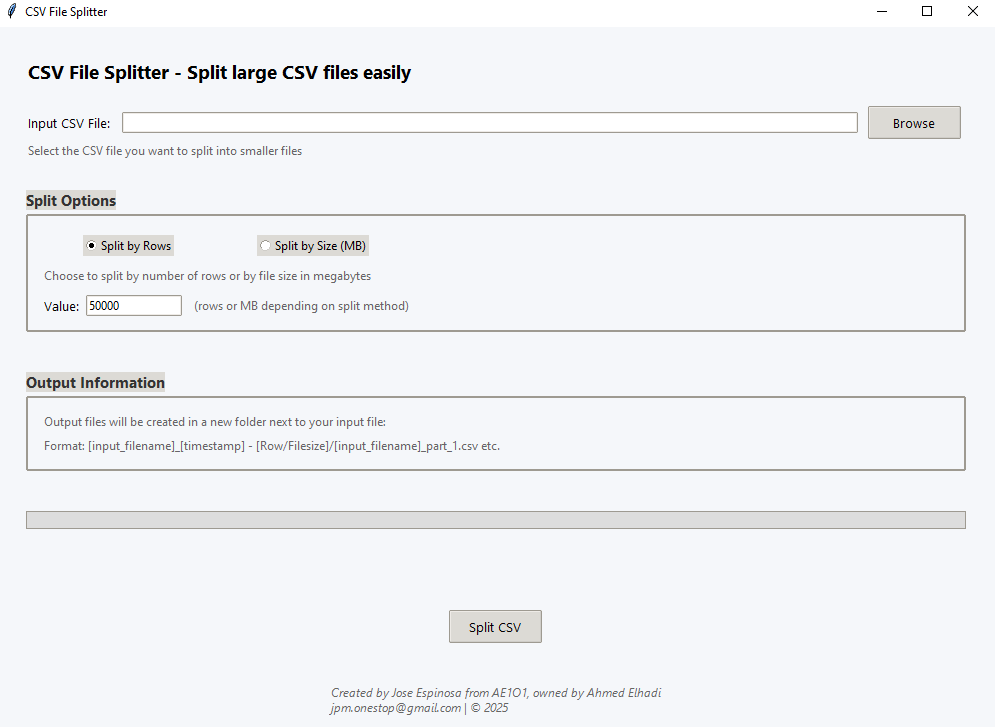 CSV File Splitter
CSV File Splitter - Split large CSV files easily
Input CSV File:
Browse
Select the CSV file you want to split into smaller files
Split Options
Split by Rows
Split by Size (MB)
Choose to split by number of rows or by file size in megabytes
Value: 50000 (rows or MB depending on split method)
Output Information
Output files will be created in a new folder next to your input file:
Format: [input_filename]_[timestamp] - [Row/Filesize]/[input_filename]_part_1.csv etc.
Split CSV
Created by Jose Espinosa from AE1O1, owned by Ahmed Elhadi
jpm.onestop@gmail.com | © 2025